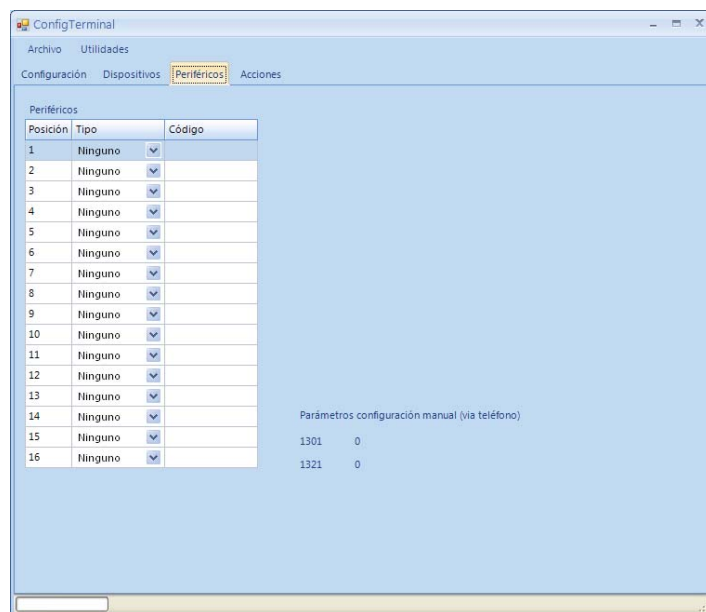 ConfigTerminal
Archivo Utilidades
Configuración Dispositivos Periféricos Acciones
Periféricos
Posición Tipo Código
1 Ninguno
2 Ninguno
3 Ninguno
4 Ninguno
5 Ninguno
6 Ninguno
7 Ninguno
8 Ninguno
9 Ninguno
10 Ninguno
11 Ninguno
12 Ninguno
13 Ninguno
14 Ninguno
15 Ninguno
16 Ninguno
Parámetros configuración manual (via teléfono)
1301 0
1321 0